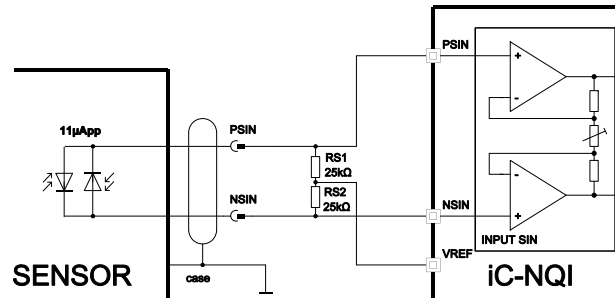 PSIN
11µApp
PSIN
RS1
25kΩ
RS2
25kΩ
NSIN
NSIN
INPUT SIN
VREF
SENSOR
case
iC-NQI
+
-
-
+